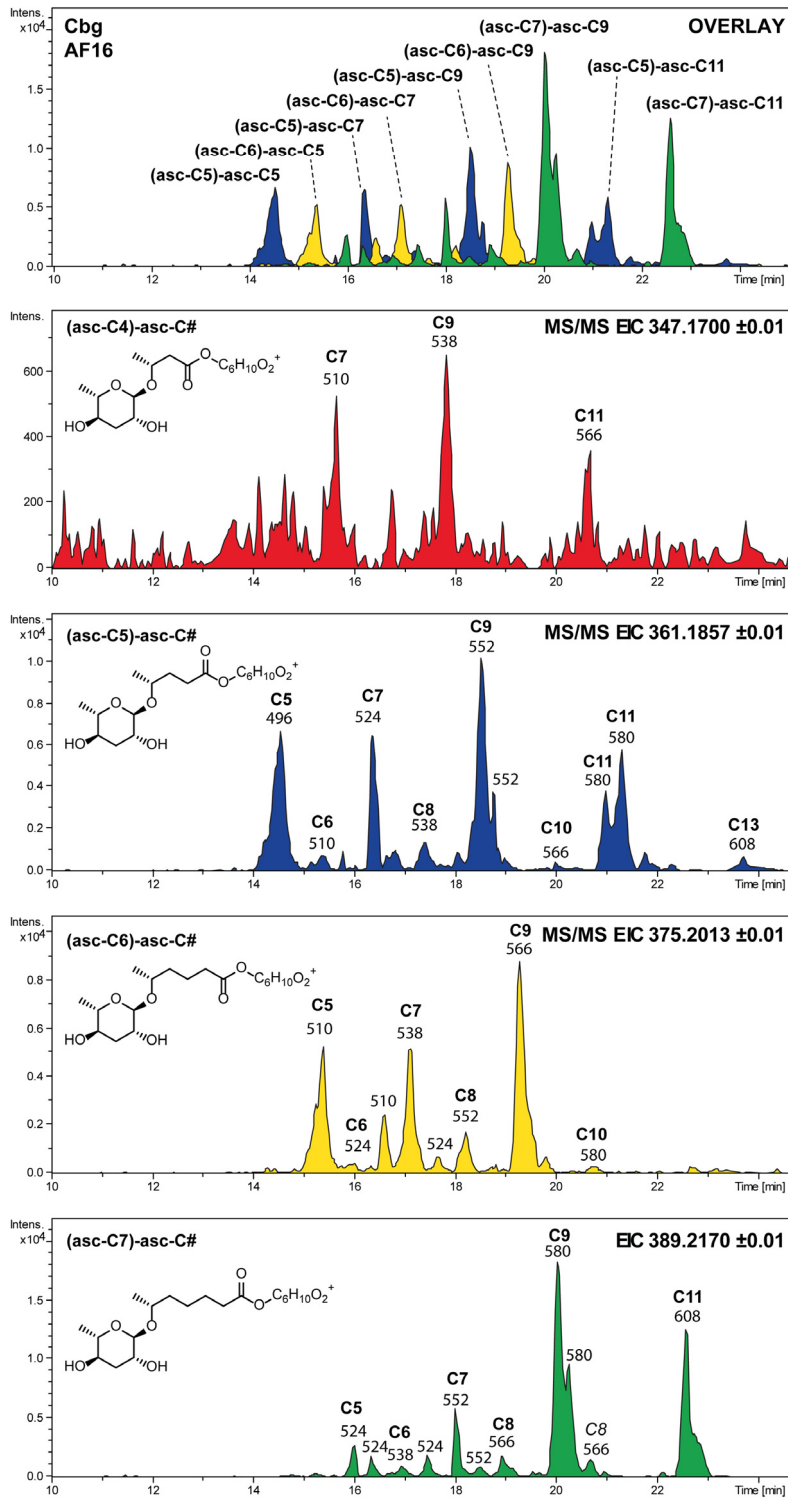 Intens.
x10⁴
Cbg
AF16
OVERLAY
(asc-C7)-asc-C9
(asc-C6)-asc-C9
(asc-C5)-asc-C9
(asc-C5)-asc-C11
(asc-C6)-asc-C7
(asc-C7)-asc-C11
(asc-C5)-asc-C7
(asc-C6)-asc-C5
(asc-C5)-asc-C5
1.5
1.0
0.5
0.0
10 12 14 16 18 20 22 Time [min]
Intens.
(asc-C4)-asc-C#
MS/MS EIC 347.1700 ±0.01
O
O
C₆H₁₀O₂⁺
O
O
O
HO
OH
C7
510
C9
538
C11
566
600
400
200
0
10 12 14 16 18 20 22 Time [min]
Intens.
x10⁴
(asc-C5)-asc-C#
MS/MS EIC 361.1857 ±0.01
O
O
C₆H₁₀O₂⁺
O
O
HO
OH
C5
496
C6
510
C7
524
C8
538
C9
552
552
C10
566
C11
580
C11
580
C13
608
1.0
0.8
0.6
0.4
0.2
0.0
10 12 14 16 18 20 22 Time [min]
Intens.
x10⁴
(asc-C6)-asc-C#
MS/MS EIC 375.2013 ±0.01
O
C₆H₁₀O₂⁺
O
O
O
HO
OH
C5
510
C6
524
510
C7
538
524
C8
552
C9
566
C10
580
0.8
0.6
0.4
0.2
0.0
10 12 14 16 18 20 22 Time [min]
Intens.
x10⁴
(asc-C7)-asc-C#
EIC 389.2170 ±0.01
O
O
C₆H₁₀O₂⁺
O
O
HO
OH
C5
524
524
C6
538
524
C7
552
552
C8
566
C9
580
580
C8
566
C11
608
1.5
1.0
0.5
0.0
10 12 14 16 18 20 22 Time [min]